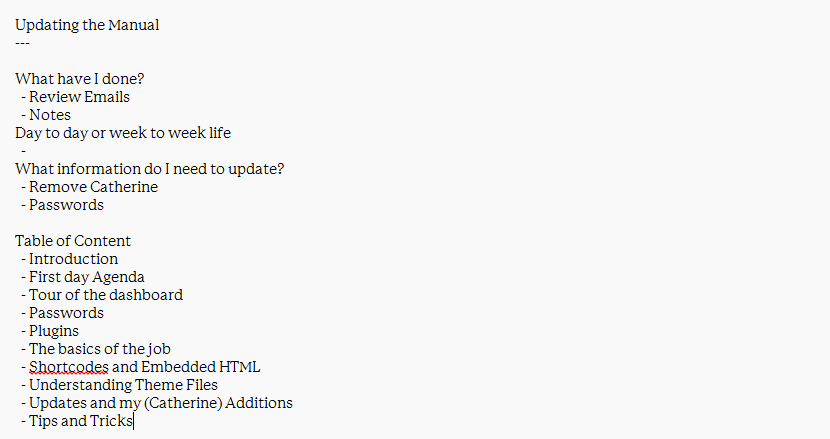 Updating the Manual
---
What have I done?
- Review Emails
- Notes
Day to day or week to week life
-
What information do I need to update?
- Remove Catherine
- Passwords
Table of Content
- Introduction
- First day Agenda
- Tour of the dashboard
- Passwords
- Plugins
- The basics of the job
- Shortcodes and Embedded HTML
- Understanding Theme Files
- Updates and my (Catherine) Additions
- Tips and Tricks